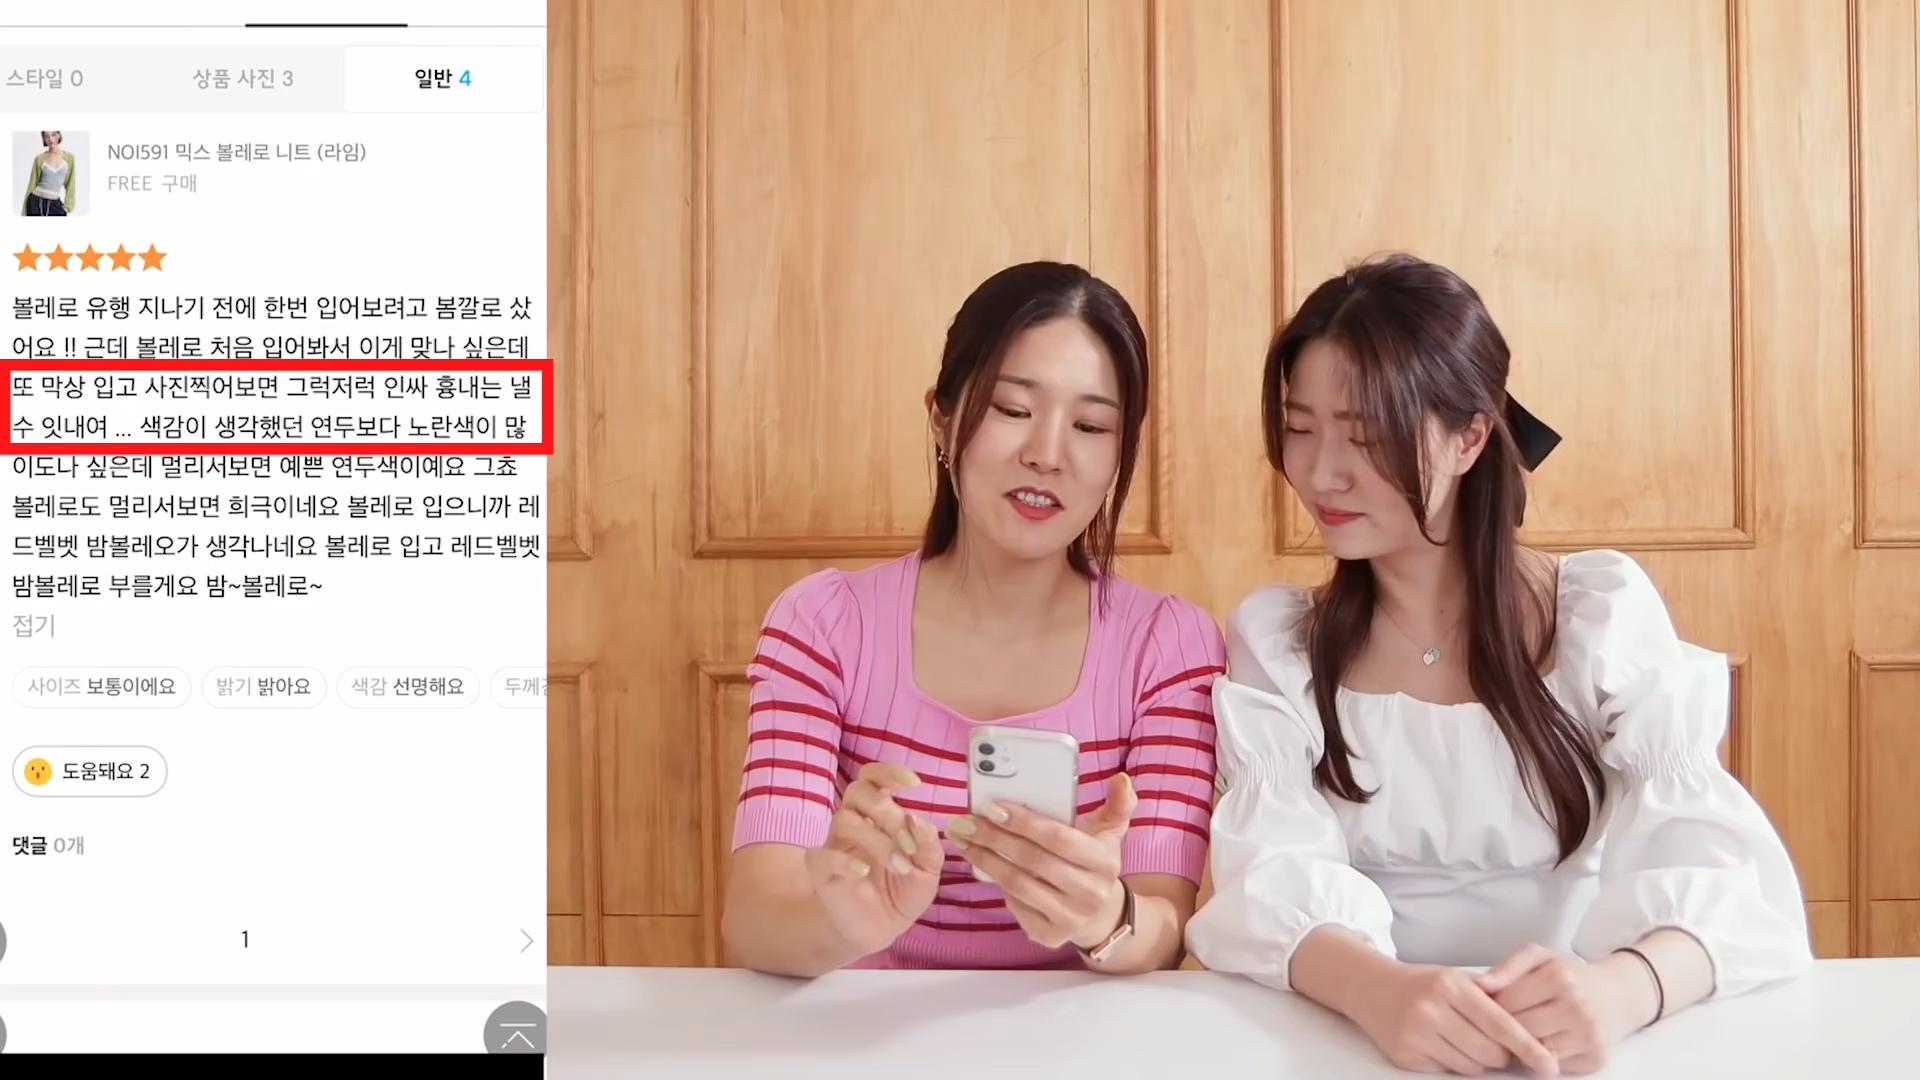 스타일 0
상품 사진 3
일반 4
NOI591 믹스 볼레로 니트 (라임)
FREE 구매
볼레로 유행 지나기 전에 한번 입어보려고 봄깔로 샀
어요 !! 근데 볼레로 처음 입어봐서 이게 맞나 싶은데
또 막상 입고 사진찍어보면 그럭저럭 인싸 흉내는 낼
수 잇내여 ... 색감이 생각했던 연두보다 노란색이 많
이도나 싶은데 멀리서보면 예쁜 연두색이예요 그쵸
볼레로도 멀리서보면 희극이네요 볼레로 입으니까 레
드벨벳 밤볼레오가 생각나네요 볼레로 입고 레드벨벳
밤볼레로 부를게요 밤~볼레로~
접기
사이즈 보통이에요
밝기 밝아요
색감 선명해요
두께
도움돼요 2
댓글 0개
1